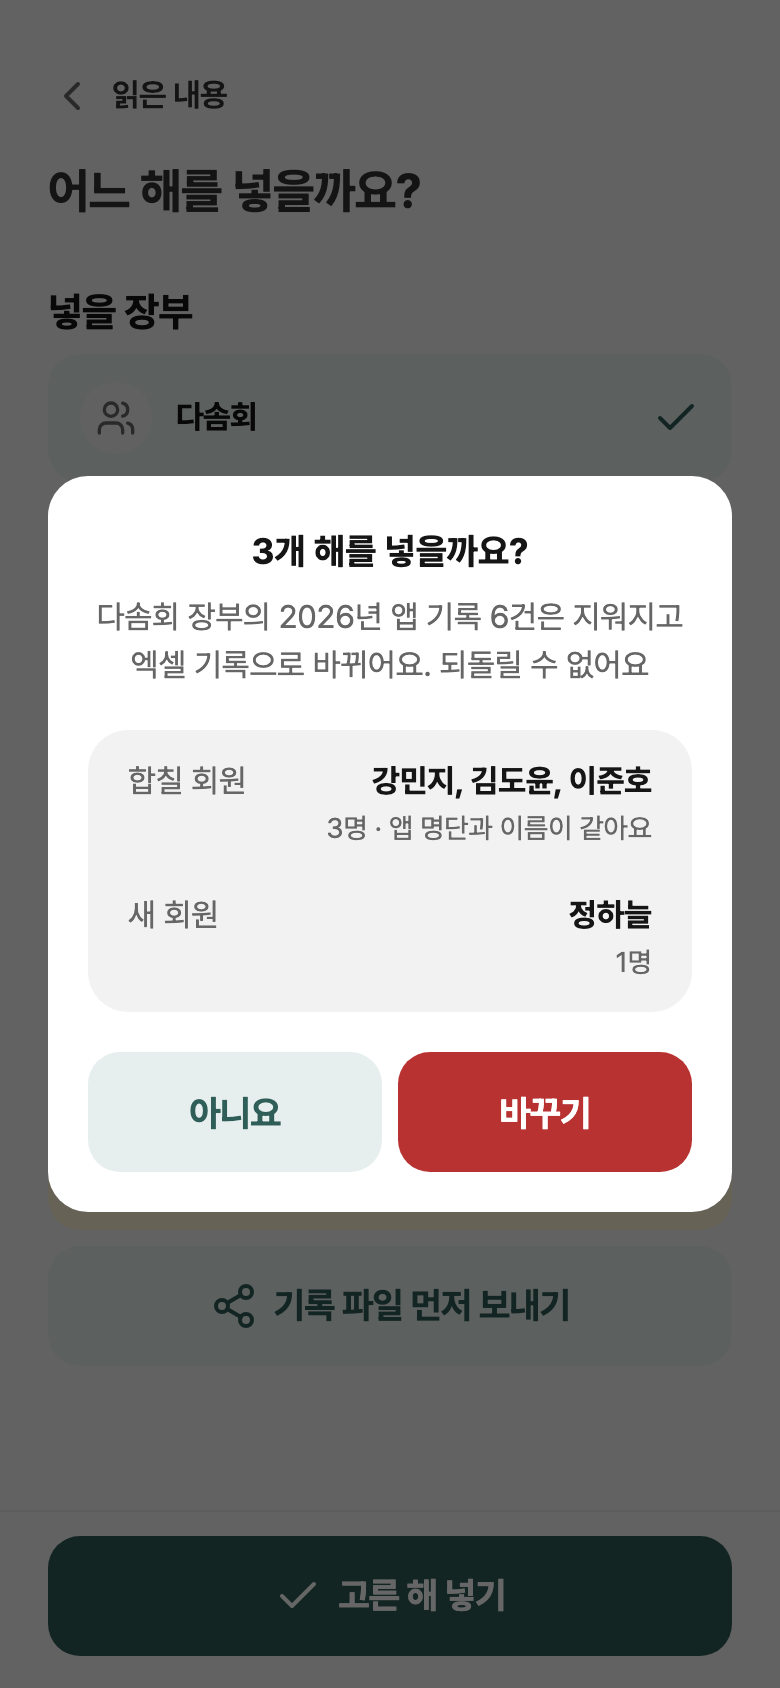 읽은 내용
어느 해를 넣을까요?
넣을 장부
다솜회
3개 해를 넣을까요?
다솜회 장부의 2026년 앱 기록 6건은 지워지고
엑셀 기록으로 바뀌어요. 되돌릴 수 없어요
합칠 회원
강민지, 김도윤, 이준호
3명 · 앱 명단과 이름이 같아요
새 회원
정하늘
1명
아니요
바꾸기
기록 파일 먼저 보내기
고른 해 넣기